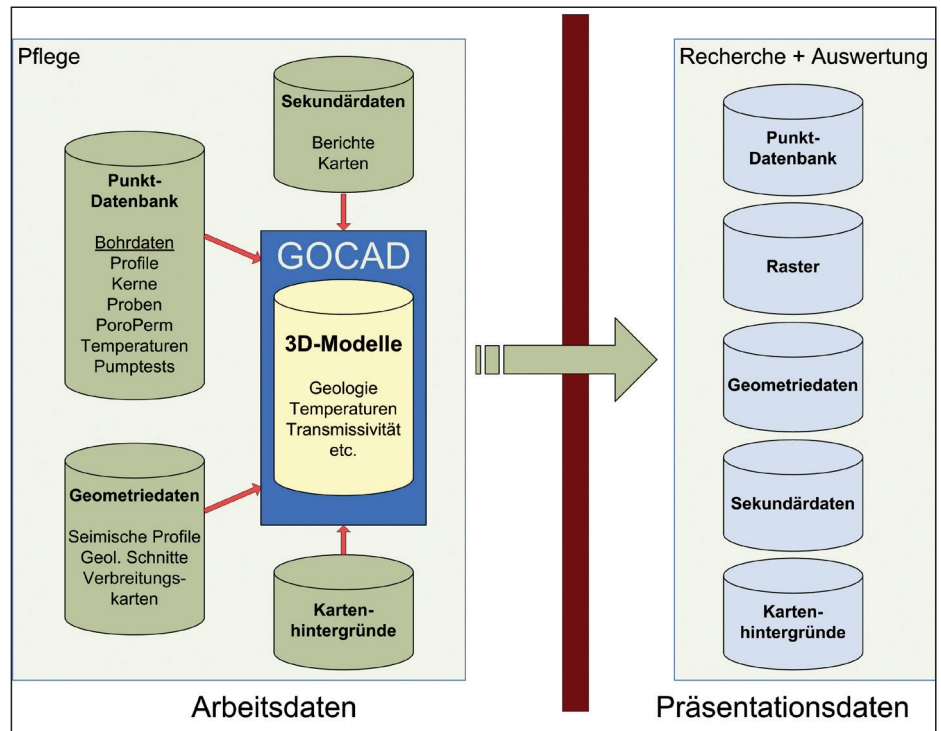 Pflege
Sekundärdaten
Berichte
Karten
Punkt-
Datenbank
Bohrdaten
Profile
Kerne
Proben
PoroPerm
Temperaturen
Pumptests
GOCAD
3D-Modelle
Geologie
Temperaturen
Transmissivität
etc.
Geometriedaten
Seimische Profile
Geol. Schnitte
Verbreitungs-
karten
Karten-
hintergründe
Arbeitsdaten
Recherche + Auswertung
Punkt-
Datenbank
Raster
Geometriedaten
Sekundärdaten
Karten-
hintergründe
Präsentationsdaten